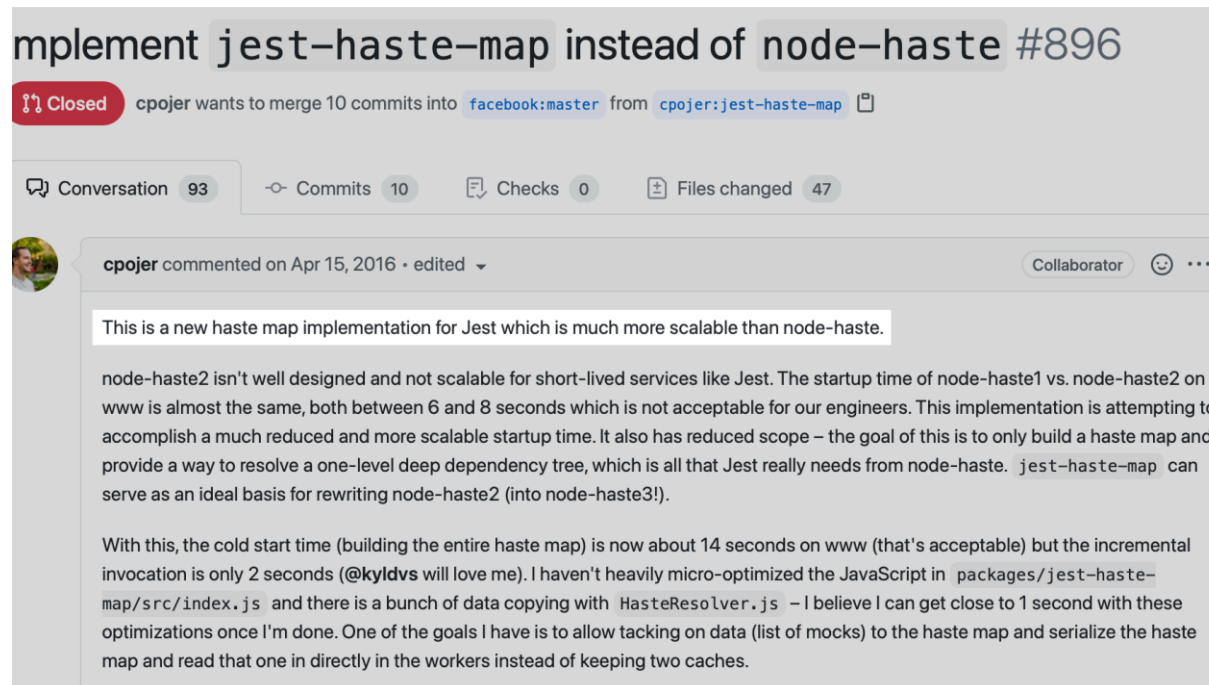 mplement jest-haste-map instead of node-haste #896
Closed cpojer wants to merge 10 commits into facebook:master from cpojer:jest-haste-map
Conversation 93 Commits 10 Checks 0 Files changed 47
cpojer commented on Apr 15, 2016 • edited Collaborator
This is a new haste map implementation for Jest which is much more scalable than node-haste.
node-haste2 isn't well designed and not scalable for short-lived services like Jest. The startup time of node-haste1 vs. node-haste2 on
www is almost the same, both between 6 and 8 seconds which is not acceptable for our engineers. This implementation is attempting to
accomplish a much reduced and more scalable startup time. It also has reduced scope – the goal of this is to only build a haste map and
provide a way to resolve a one-level deep dependency tree, which is all that Jest really needs from node-haste. jest-haste-map can
serve as an ideal basis for rewriting node-haste2 (into node-haste3!).
With this, the cold start time (building the entire haste map) is now about 14 seconds on www (that's acceptable) but the incremental
invocation is only 2 seconds (@kyldvs will love me). I haven't heavily micro-optimized the JavaScript in packages/jest-haste-
map/src/index.js and there is a bunch of data copying with HasteResolver.js – I believe I can get close to 1 second with these
optimizations once I'm done. One of the goals I have is to allow tacking on data (list of mocks) to the haste map and serialize the haste
map and read that one in directly in the workers instead of keeping two caches.